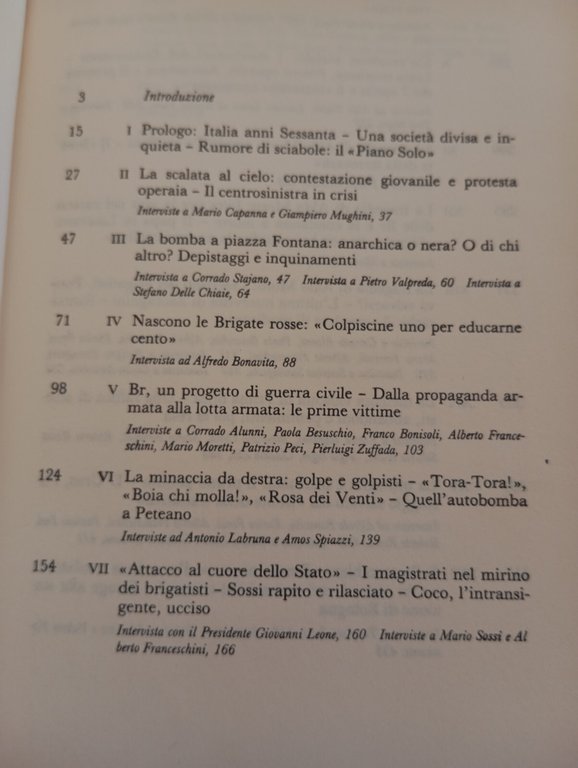 3 Introduzione
15 I Prologo: Italia anni Sessanta – Una società divisa e in-
quieta – Rumore di sciabole: il «Piano Solo»
27 II La scalata al cielo: contestazione giovanile e protesta
operaia – Il centrosinistra in crisi
Interviste a Mario Capanna e Giampiero Mughini, 37
47 III La bomba a piazza Fontana: anarchica o nera? O di chi
altro? Depistaggi e inquinamenti
Intervista a Corrado Stajano, 47 Intervista a Pietro Valpreda, 60 Intervista a
Stefano Delle Chiaie, 64
71 IV Nascono le Brigate rosse: «Colpiscine uno per educarne
cento»
Intervista ad Alfredo Bonavita, 88
98 V Br, un progetto di guerra civile – Dalla propaganda ar-
mata alla lotta armata: le prime vittime
Interviste a Corrado Alunni, Paola Besuschio, Franco Bonisoli, Alberto France-
schini, Mario Moretti, Patrizio Peci, Pierluigi Zuffada, 103
124 VI La minaccia da destra: golpe e golpisti – «Tora-Tora!»,
«Boia chi molla!», «Rosa dei Venti» – Quell'autobomba
a Peteano
Interviste ad Antonio Labruna e Amos Spiazzi, 139
154 VII «Attacco al cuore dello Stato» – I magistrati nel mirino
dei brigatisti – Sossi rapito e rilasciato – Coco, l'intransi-
gente, ucciso
Intervista con il Presidente Giovanni Leone, 160 Interviste a Mario Sossi e Al
berto Franceschini, 166